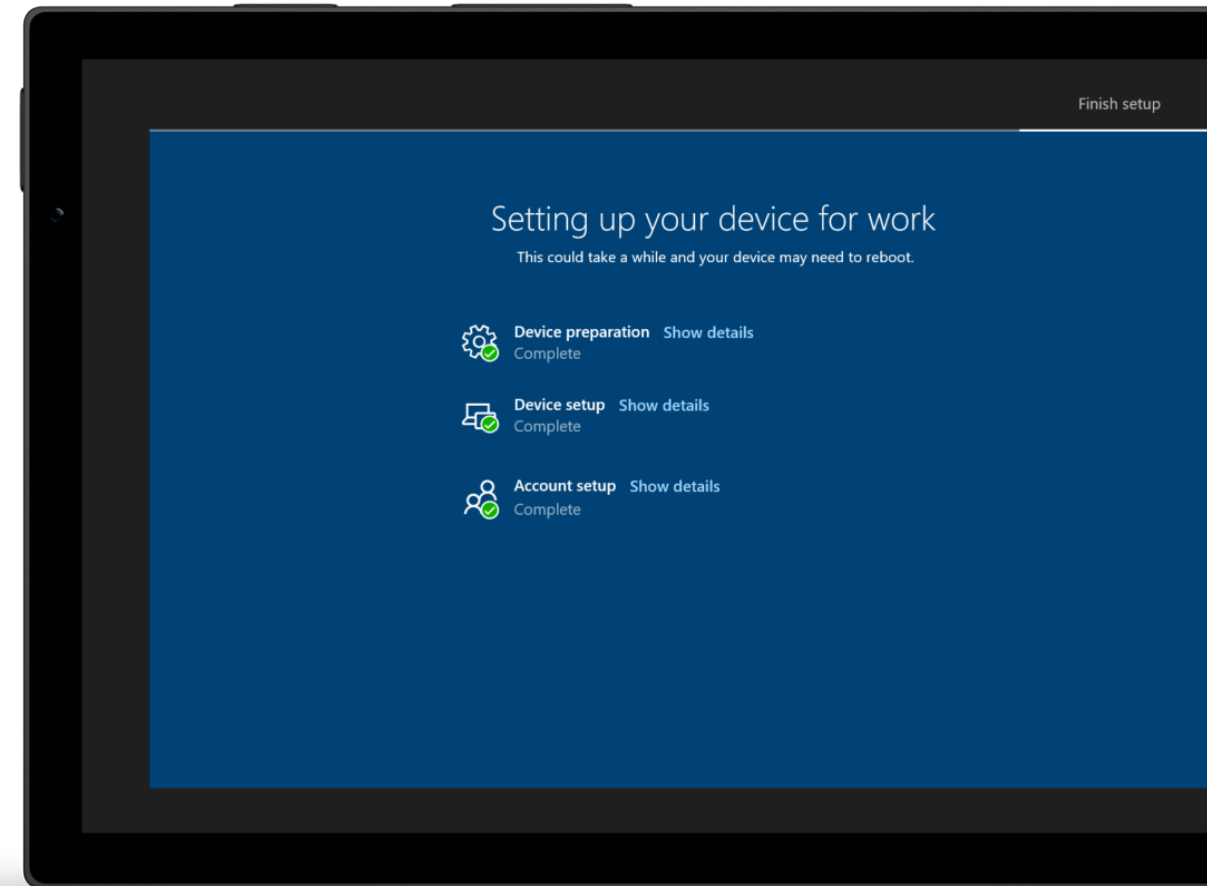 Finish setup
Setting up your device for work
This could take a while and your device may need to reboot.
Device preparation Show details
Complete
Device setup Show details
Complete
Account setup Show details
Complete